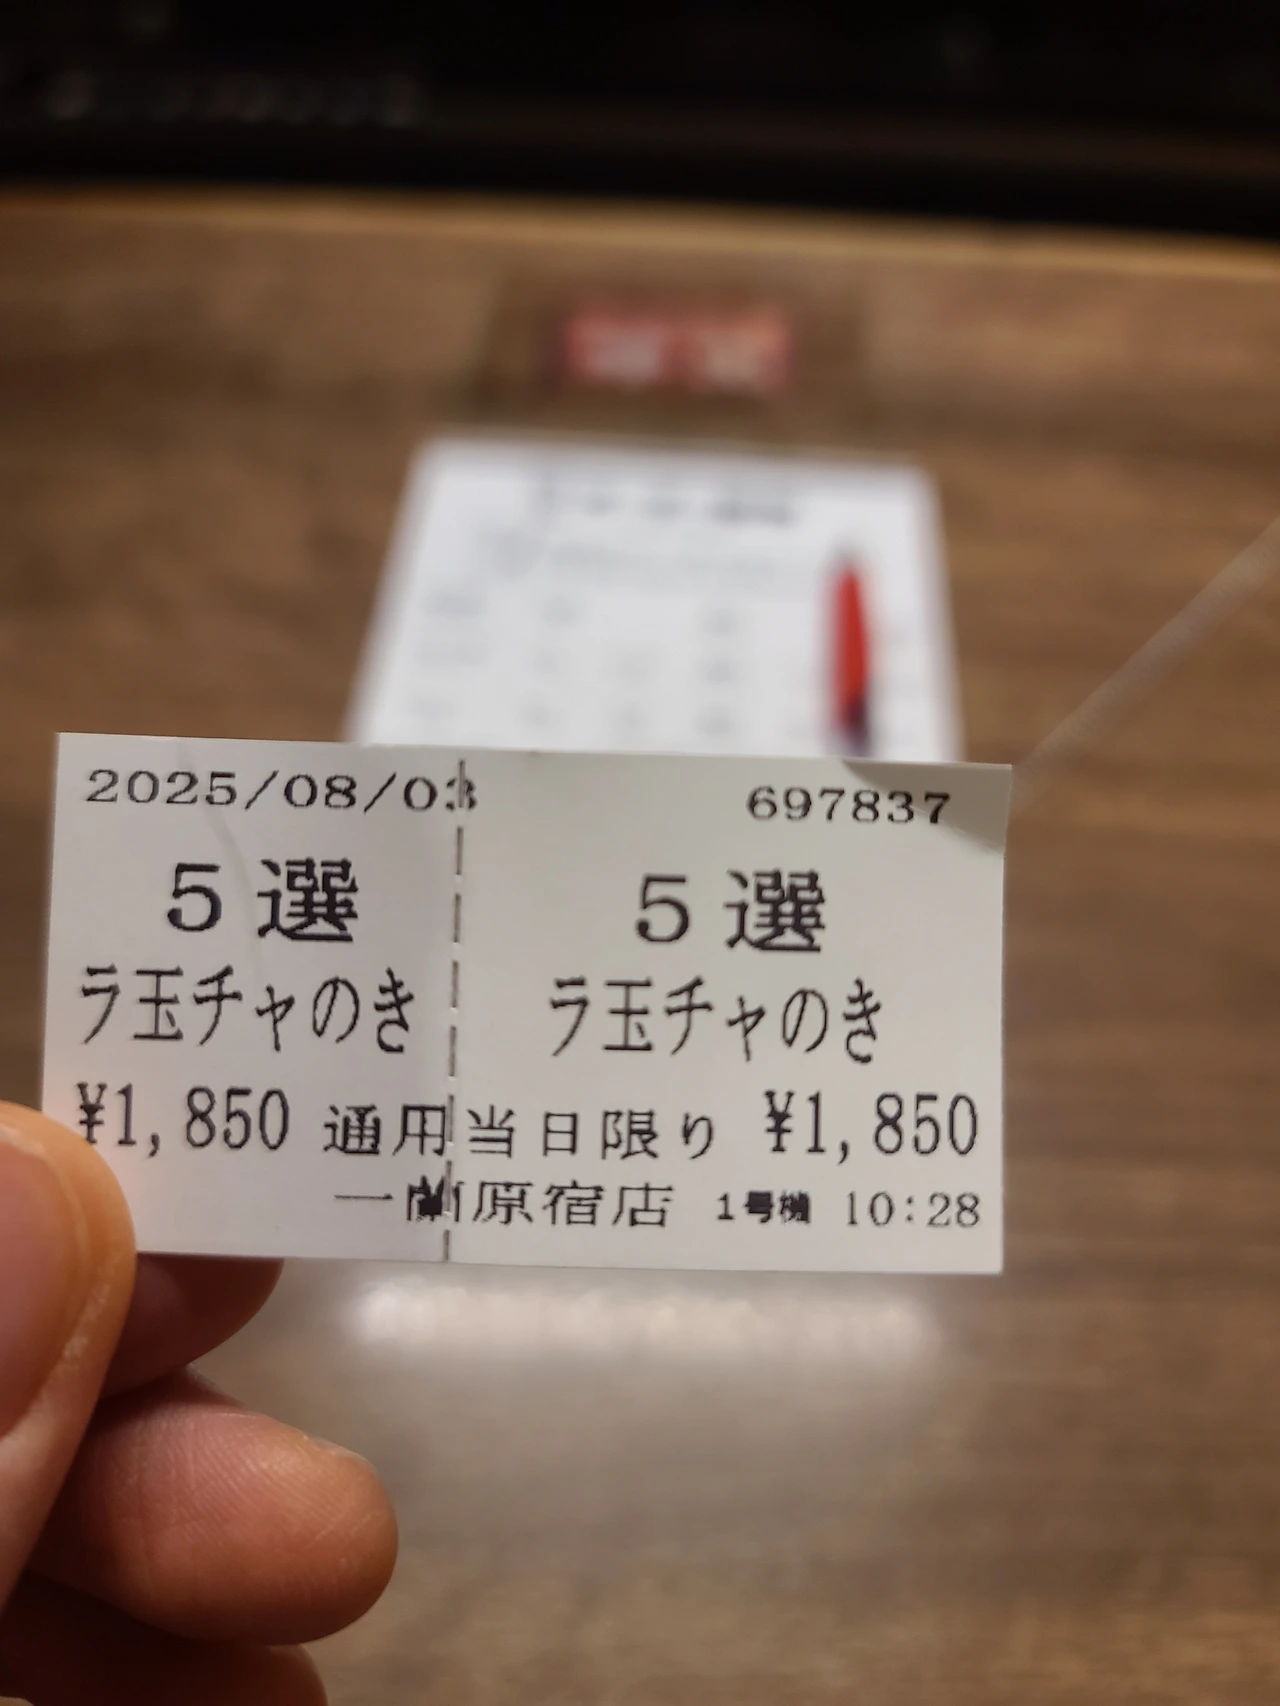 2025/08/03 697837
5選 5選
ラ玉チャのき ラ玉チャのき
¥1,850 通用当日限り ¥1,850
一蘭原宿店 1号機 10:28